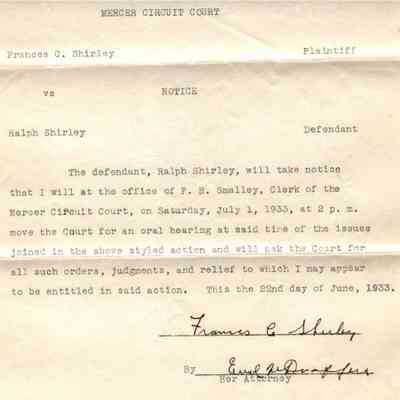 MERCER CIRCUIT COURT
Frances C. Shirley Plaintiff
vs NOTICE
Ralph Shirley Defendant
The defendant, Ralph Shirley, will take notice
that I will at the office of P. B. Smalley, Clerk of the
Mercer Circuit Court, on Saturday, July 1, 1933, at 2 p. m.
move the Court for an oral hearing at said time of the issues
joined in the above styled action and will ask the Court for
all such orders, judgments, and relief to which I may appear
to be entitled in said action. This the 22nd day of June, 1933.
Frances C Shirley
By
Her Attorney